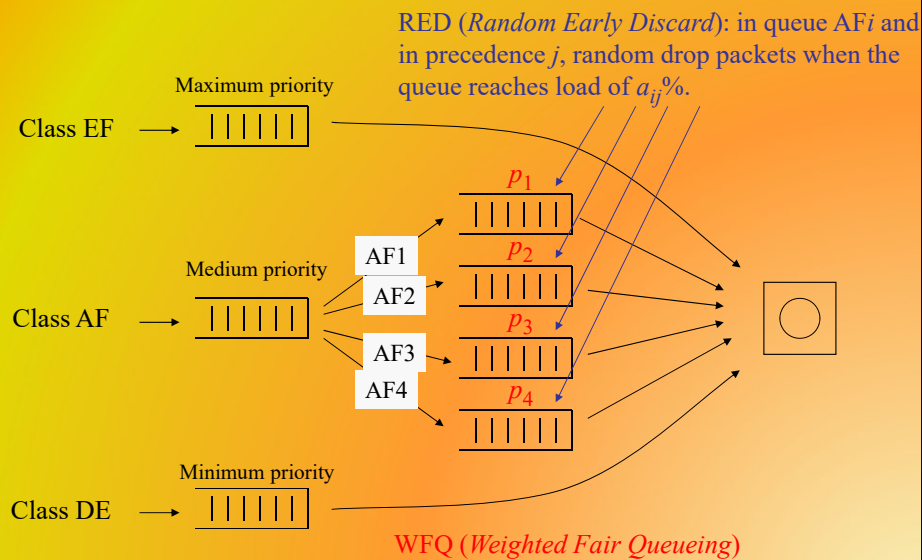 RED (Random Early Discard): in queue AFi and
in precedence j, random drop packets when the
queue reaches load of aij%.
Maximum priority
Class EF
p1
AF1
Medium priority
p2
AF2
Class AF
p3
AF3
AF4
p4
Minimum priority
Class DE
WFQ (Weighted Fair Queueing)